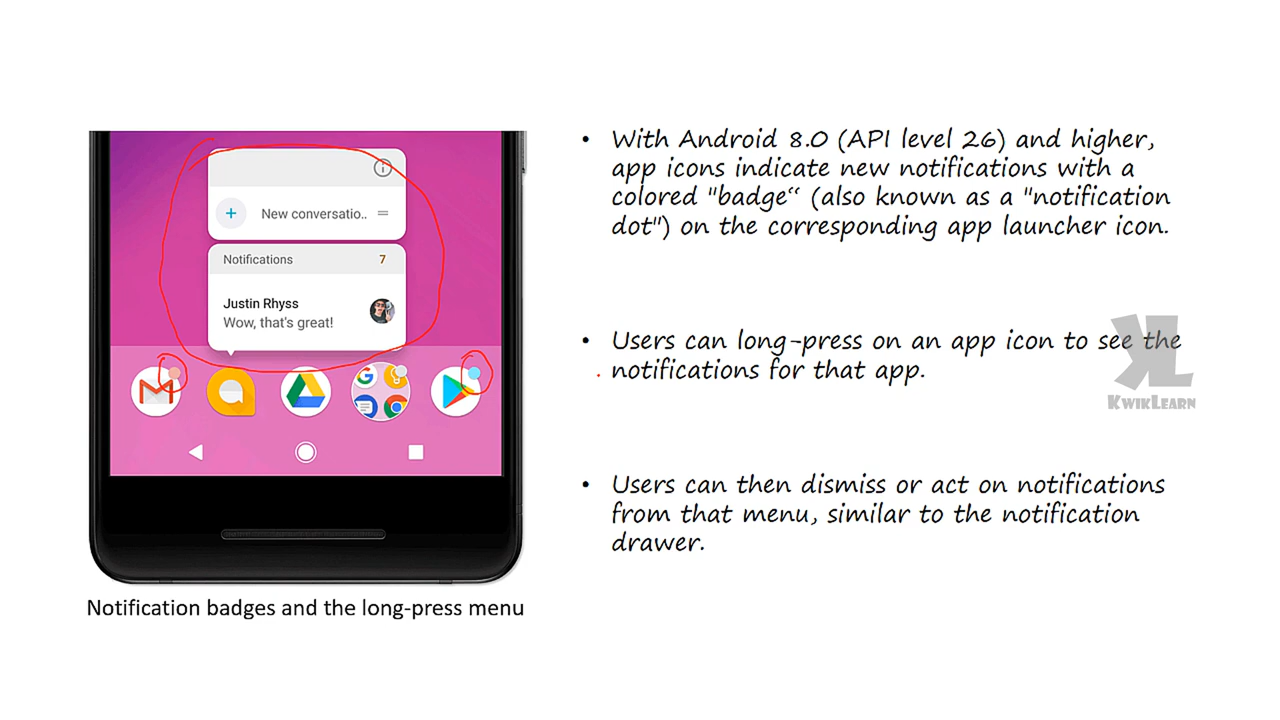 New conversatio..
Notifications 7
Justin Rhyss
Wow, that's great!
Notification badges and the long-press menu
• With Android 8.0 (API level 26) and higher,
app icons indicate new notifications with a
colored "badge“ (also known as a "notification
dot") on the corresponding app launcher icon.
• Users can long-press on an app icon to see the
notifications for that app.
• Users can then dismiss or act on notifications
from that menu, similar to the notification
drawer.
KL
KWIKLEARN